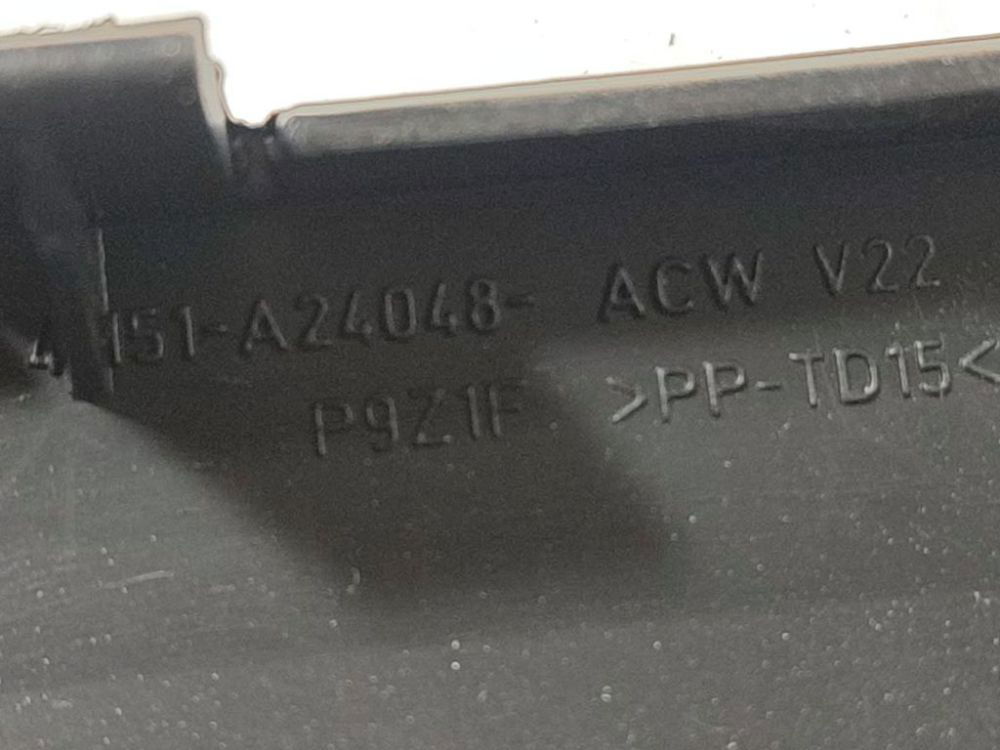 151-A24048- ACW V22
P9Z1F >PP-TD15<